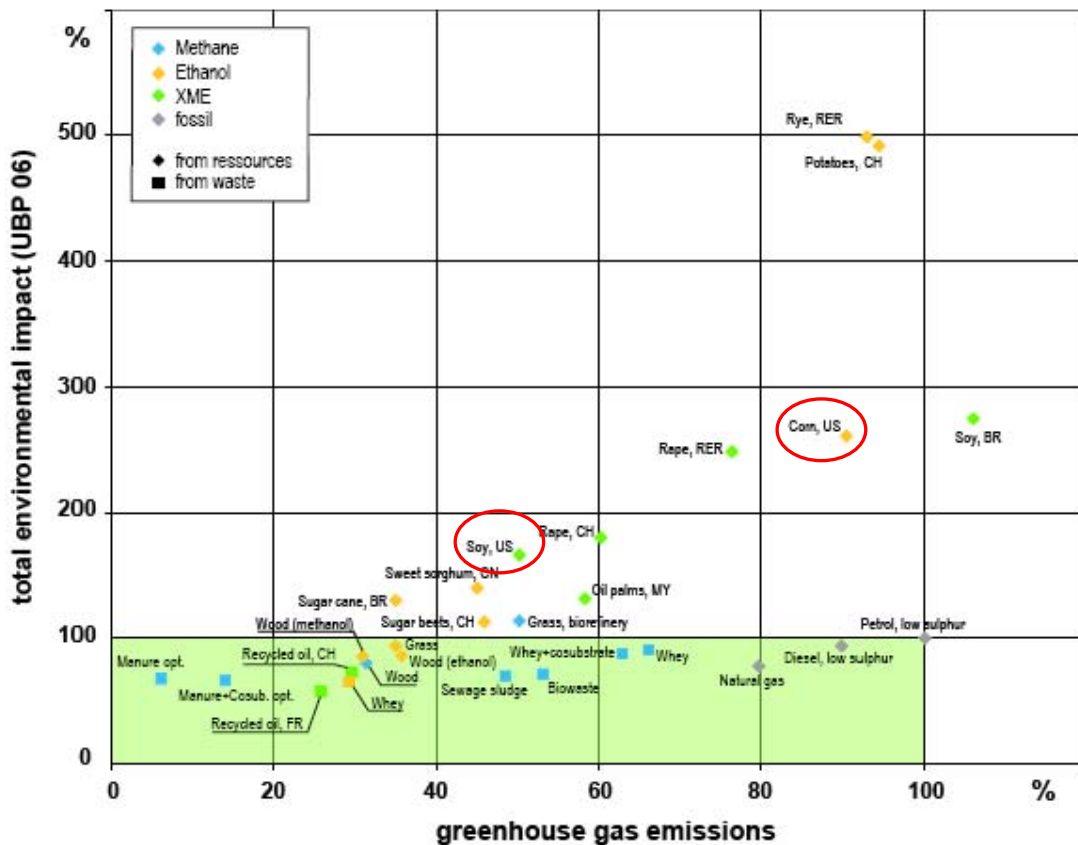 %
Methane
Ethanol
XME
fossil
from ressources
from waste
total environmental impact (UBP 06)
500
400
300
200
100
0
Rye, RER
Potatoes, CH
Corn, US
Soy, BR
Rape, RER
Rape, CH
Soy, US
Sweet sorghum, CN
Oil palms, MY
Sugar cane, BR
Sugar beets, CH
Grass, biorefinery
Wood (methanol)
Petrol, low sulphur
Grass
Recycled oil, CH
Whey+cosubstrate
Whey
Diesel, low sulphur
Manure opt.
Wood (ethanol)
Wood
Natural gas
Manure+Cosub. opt.
Sewage sludge
Biowaste
Whey
Recycled oil, FR
0
20
40
60
80
100
%
greenhouse gas emissions